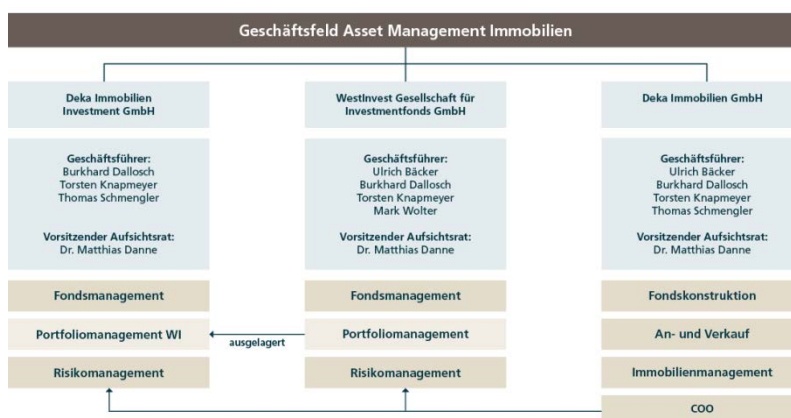 Geschäftsfeld Asset Management Immobilien
Deka Immobilien
Investment GmbH
Geschäftsführer:
Burkhard Dallosch
Torsten Knapmeyer
Thomas Schmengler
Vorsitzender Aufsichtsrat:
Dr. Matthias Danne
Fondsmanagement
Portfoliomanagement WI
Risikomanagement
ausgelagert
WestInvest Gesellschaft für
Investmentfonds GmbH
Geschäftsführer:
Ulrich Bäcker
Burkhard Dallosch
Torsten Knapmeyer
Mark Wolter
Vorsitzender Aufsichtsrat:
Dr. Matthias Danne
Fondsmanagement
Portfoliomanagement
Risikomanagement
Deka Immobilien GmbH
Geschäftsführer:
Ulrich Bäcker
Burkhard Dallosch
Torsten Knapmeyer
Thomas Schmengler
Vorsitzender Aufsichtsrat:
Dr. Matthias Danne
Fondskonstruktion
An- und Verkauf
Immobilienmanagement
COO